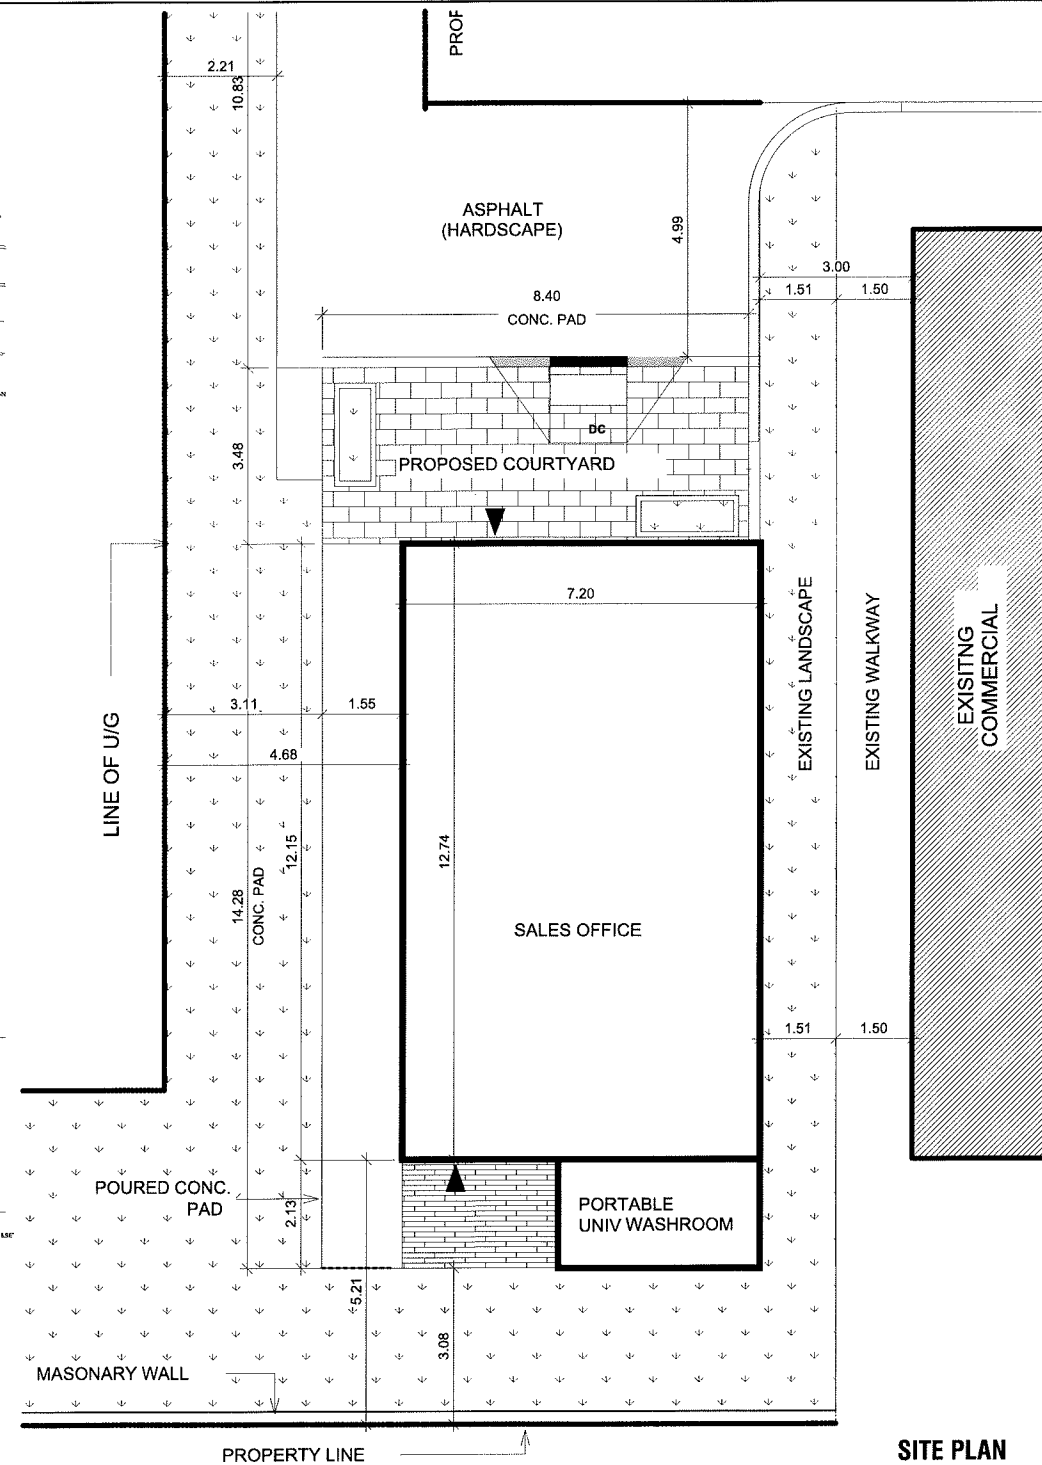 PROF
2.21
10.83
ASPHALT
(HARDSCAPE)
4.99
3.00
1.51
1.50
8.40
CONC. PAD
DC
3.48
PROPOSED COURTYARD
7.20
LINE OF U/G
3.11
1.55
4.68
EXISTING LANDSCAPE
EXISTING WALKWAY
EXISITNG
COMMERCIAL
12.15
12.74
14.28
CONC. PAD
SALES OFFICE
1.51
1.50
POURED CONC.
PAD
2.13
PORTABLE
UNIV WASHROOM
5.21
3.08
MASONARY WALL
PROPERTY LINE
SITE PLAN